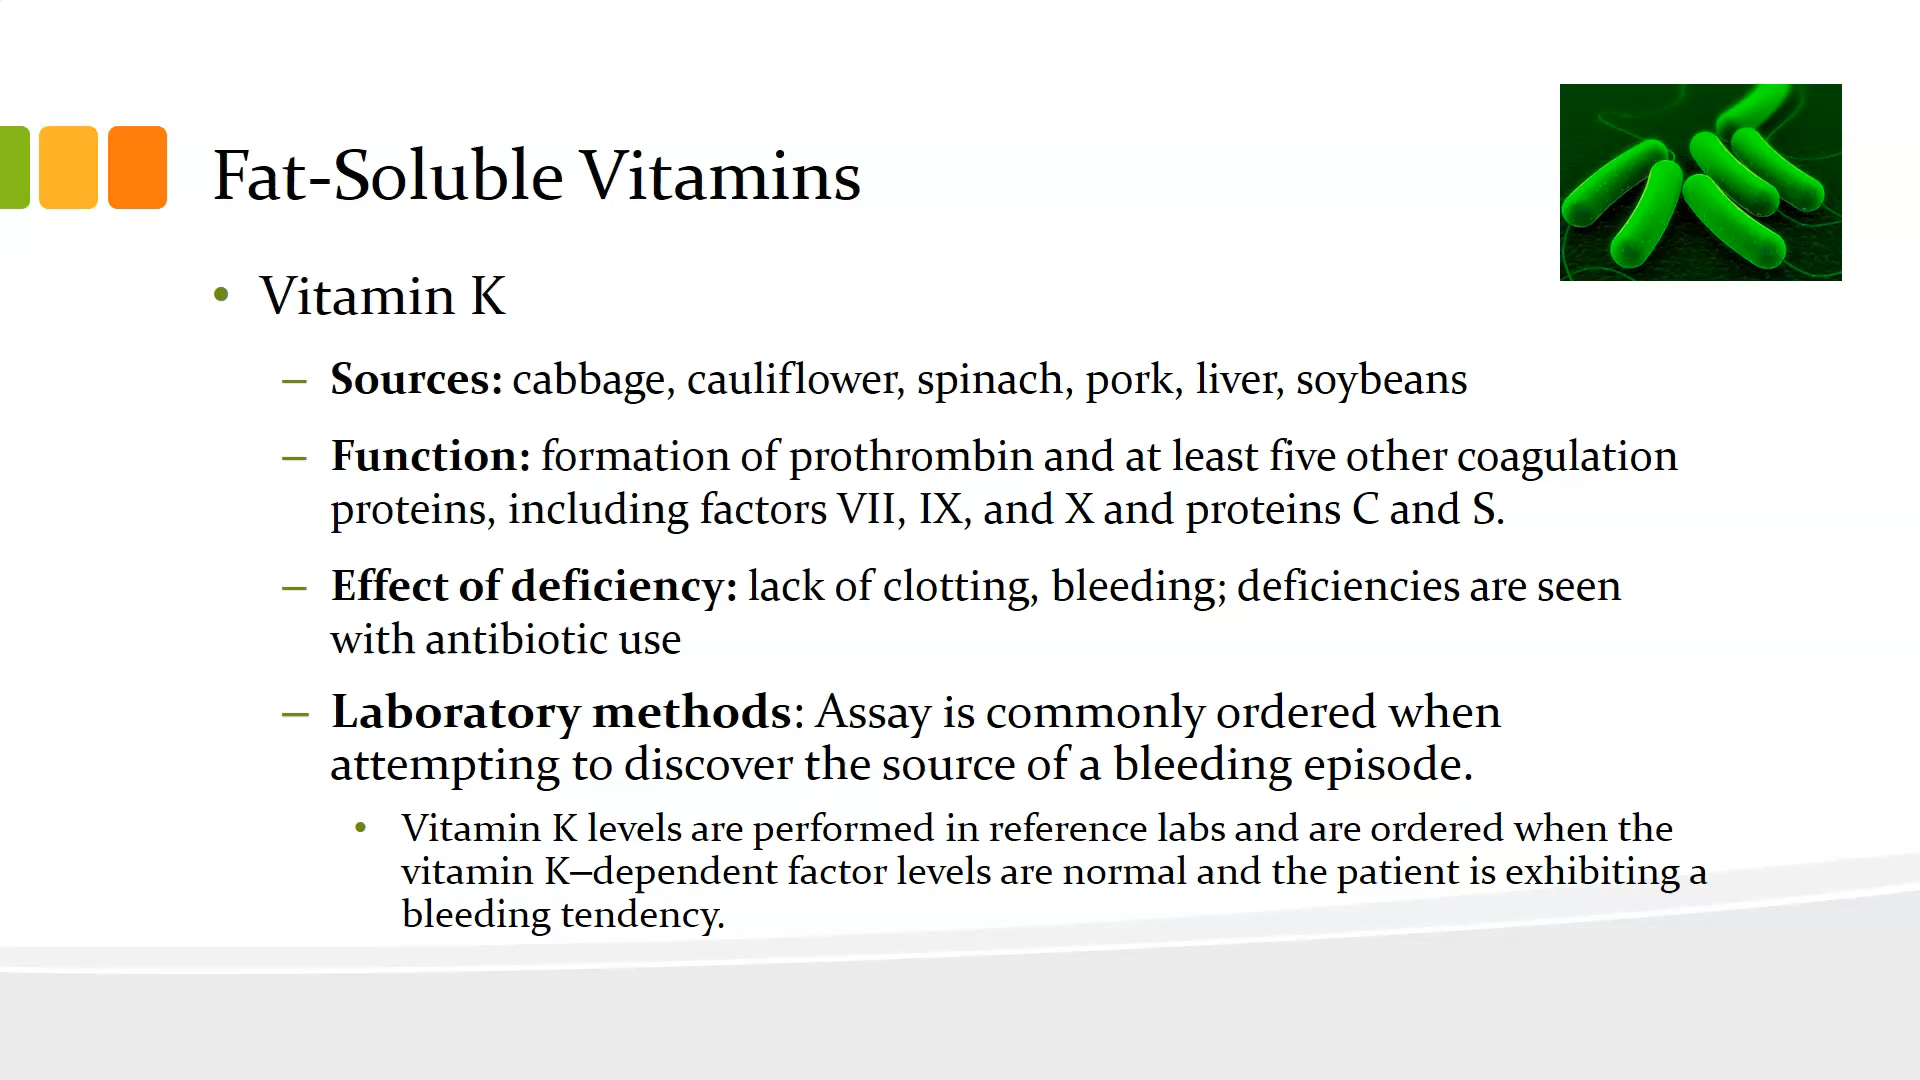 Fat-Soluble Vitamins
• Vitamin K
– Sources: cabbage, cauliflower, spinach, pork, liver, soybeans
– Function: formation of prothrombin and at least five other coagulation
proteins, including factors VII, IX, and X and proteins C and S.
– Effect of deficiency: lack of clotting, bleeding; deficiencies are seen
with antibiotic use
– Laboratory methods: Assay is commonly ordered when
attempting to discover the source of a bleeding episode.
• Vitamin K levels are performed in reference labs and are ordered when the
vitamin K–dependent factor levels are normal and the patient is exhibiting a
bleeding tendency.